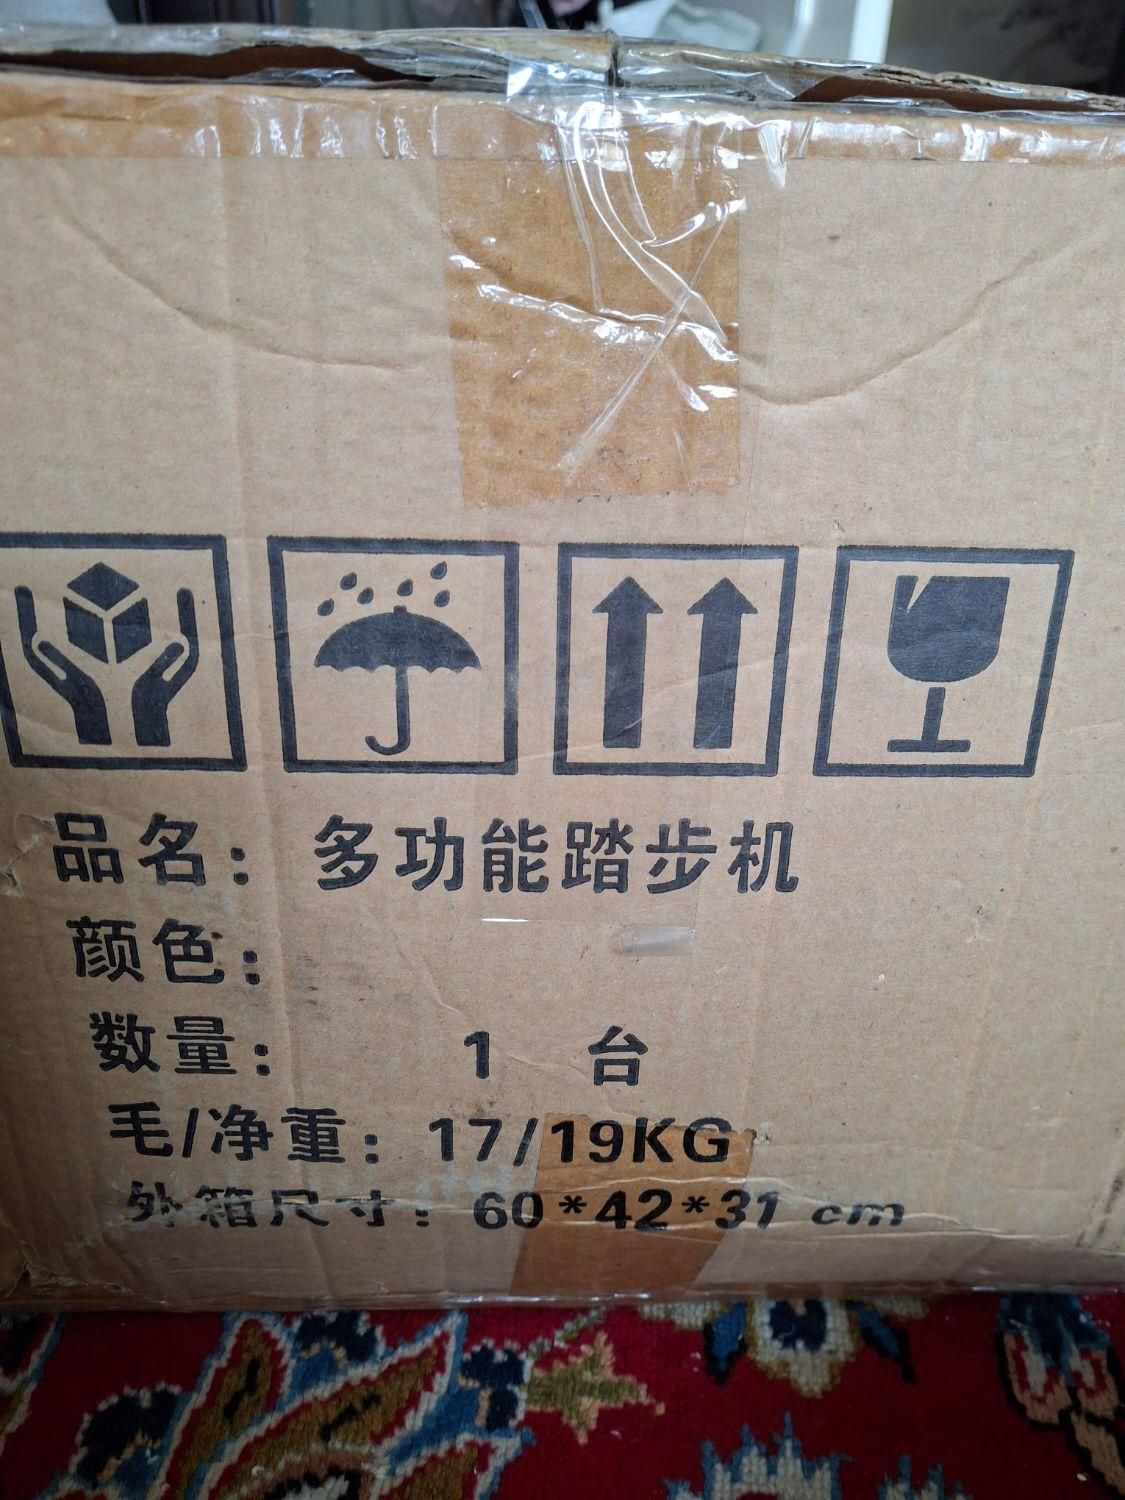 品名：多功能踏步机
颜色：
数量： 1 台
毛/净重：17/19KG
外箱尺寸：60*42*31 cm